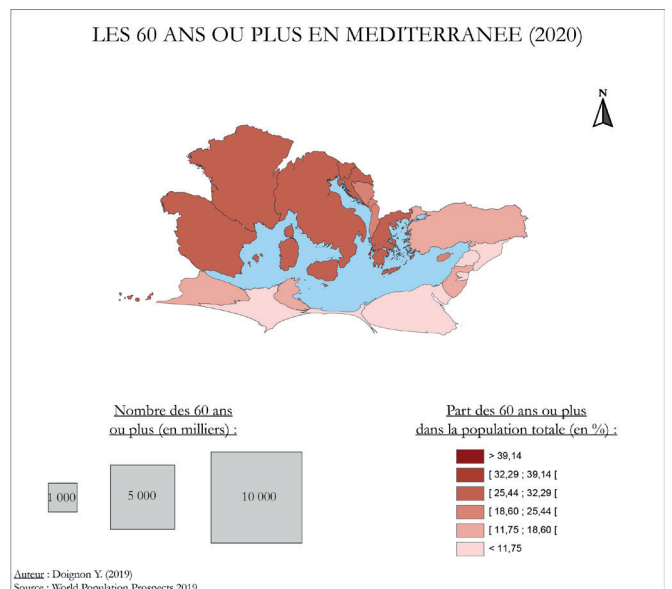 LES 60 ANS OU PLUS EN MEDITERRANEE (2020)
N
Nombre des 60 ans
ou plus (en milliers) :
1 000
5 000
10 000
Part des 60 ans ou plus
dans la population totale (en %) :
> 39,14
[ 32,29 ; 39,14 [
[ 25,44 ; 32,29 [
[ 18,60 ; 25,44 [
[ 11,75 ; 18,60 [
< 11,75
Auteur : Doignon Y. (2019)
Source : World Population Prospects 2019